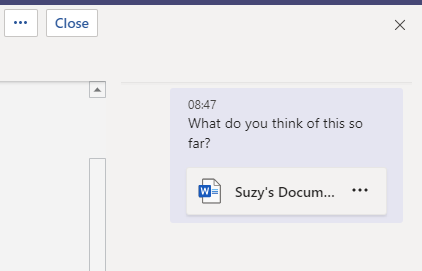 Close
08:47
What do you think of this so
far?
Suzy's Docum...